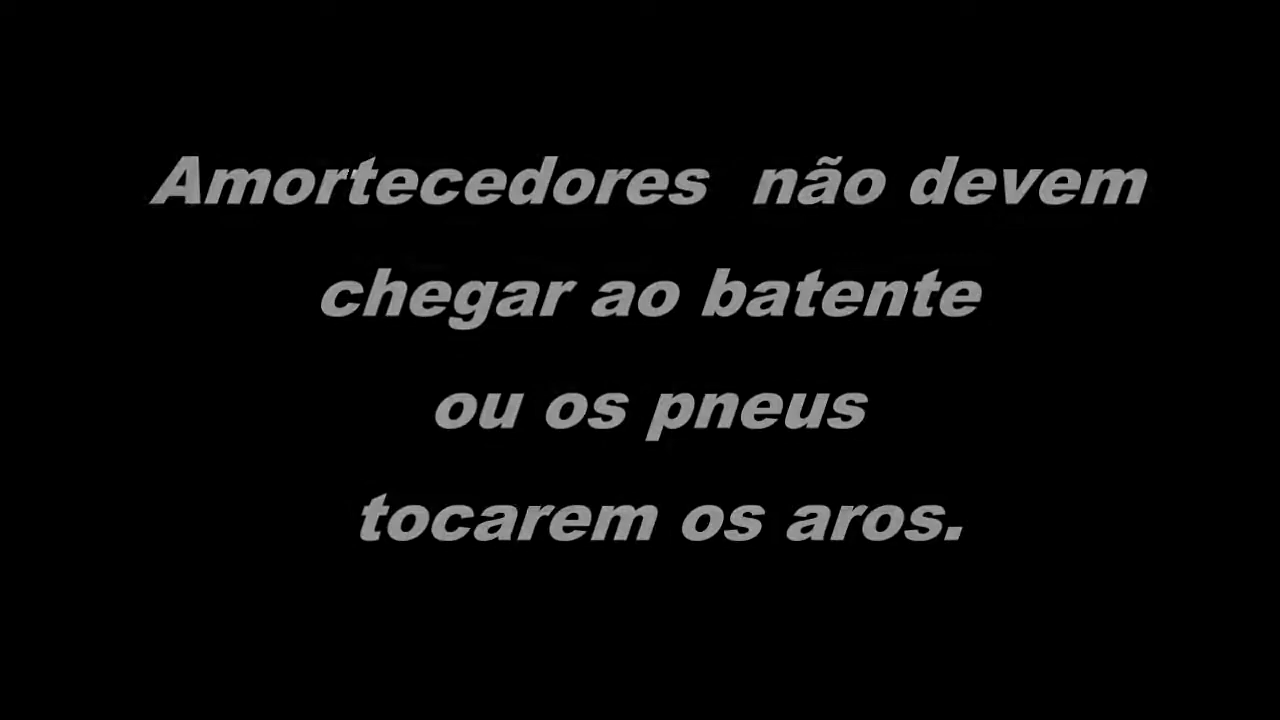 Amortecedores não devem
chegar ao batente
ou os pneus
tocarem os aros.